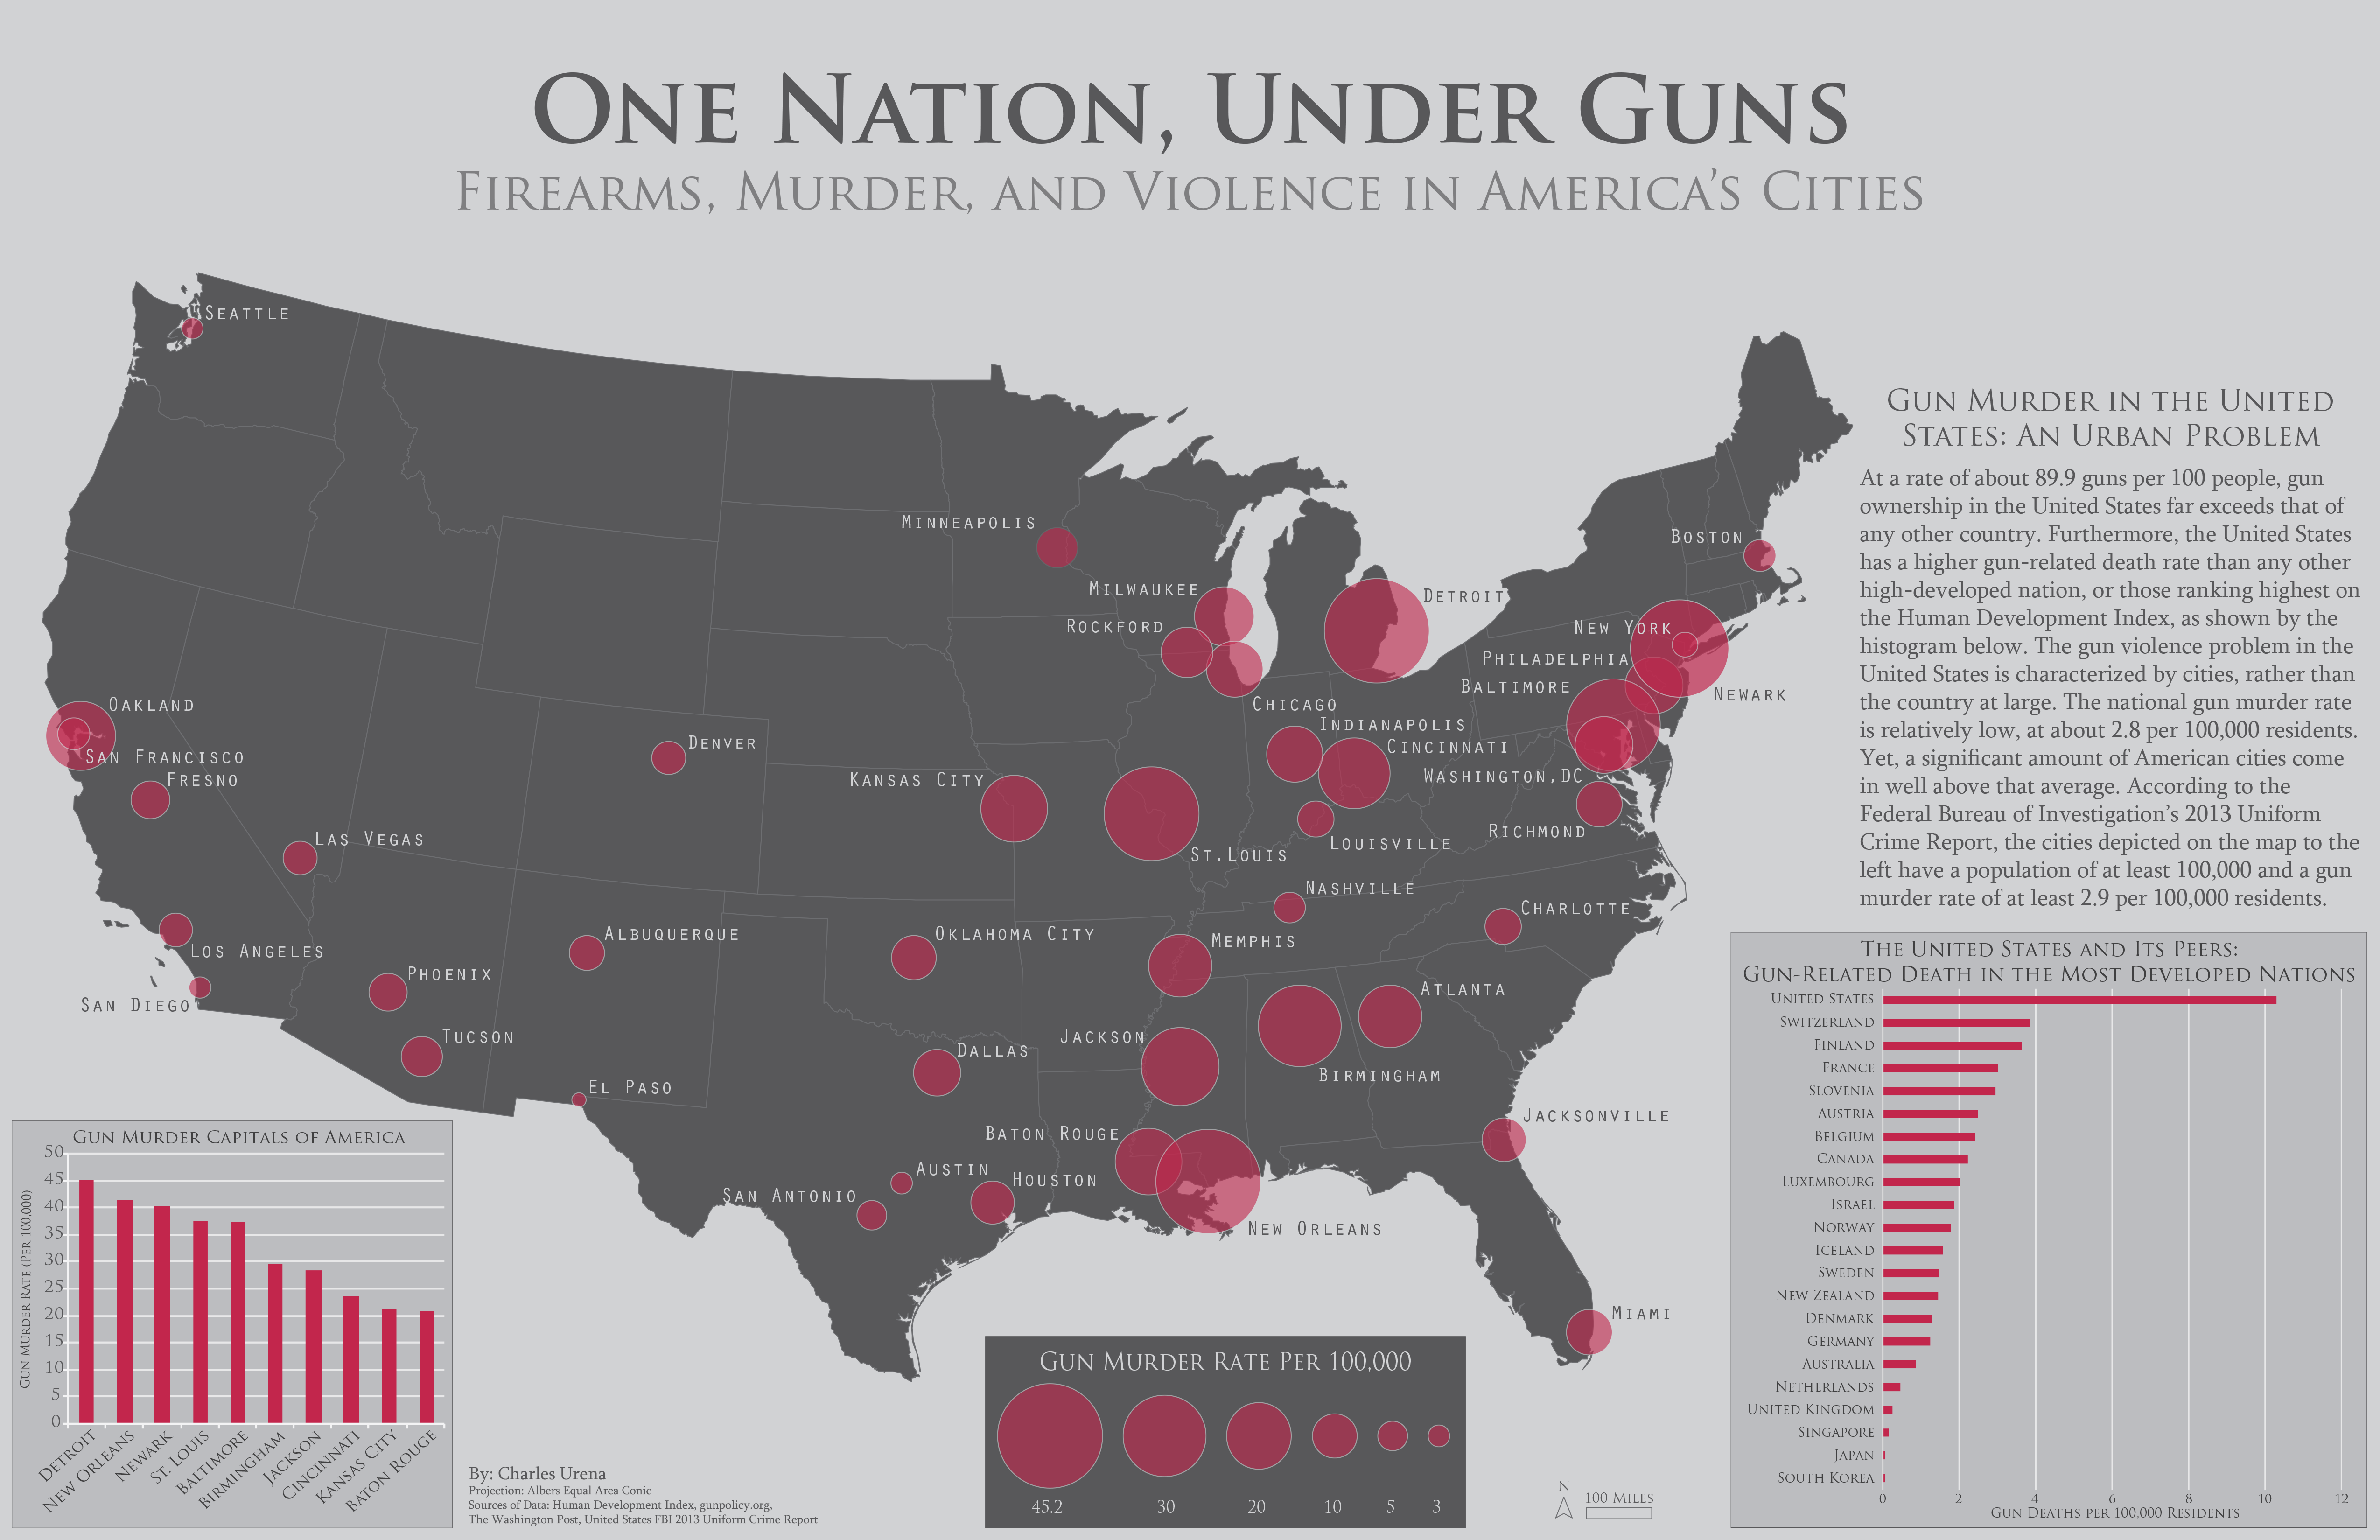 One Nation, Under Guns
Firearms, Murder, and Violence in America's Cities
Seattle
Minneapolis
Boston
Milwaukee
Detroit
Rockford
New York
Philadelphia
Baltimore
Newark
Chicago
Oakland
Indianapolis
San Francisco
Cincinnati
Denver
Fresno
Kansas City
Washington,DC
Richmond
Las Vegas
Louisville
St.Louis
Nashville
Charlotte
Albuquerque
Oklahoma City
Memphis
Los Angeles
Phoenix
Atlanta
San Diego
Tucson
Jackson
Dallas
Birmingham
El Paso
Jacksonville
Baton Rouge
Austin
Houston
San Antonio
New Orleans
Miami
Gun Murder in the United
States: An Urban Problem
At a rate of about 89.9 guns per 100 people, gun
ownership in the United States far exceeds that of
any other country. Furthermore, the United States
has a higher gun-related death rate than any other
high-developed nation, or those ranking highest on
the Human Development Index, as shown by the
histogram below. The gun violence problem in the
United States is characterized by cities, rather than
the country at large. The national gun murder rate
is relatively low, at about 2.8 per 100,000 residents.
Yet, a significant amount of American cities come
in well above that average. According to the
Federal Bureau of Investigation's 2013 Uniform
Crime Report, the cities depicted on the map to the
left have a population of at least 100,000 and a gun
murder rate of at least 2.9 per 100,000 residents.
The United States and Its Peers:
Gun-Related Death in the Most Developed Nations
United States
Switzerland
Finland
France
Slovenia
Austria
Belgium
Canada
Luxembourg
Israel
Norway
Iceland
Sweden
New Zealand
Denmark
Germany
Australia
Netherlands
United Kingdom
Singapore
Japan
South Korea
0 2 4 6 8 10 12
Gun Deaths per 100,000 Residents
Gun Murder Capitals of America
Gun Murder Rate (Per 100,000)
50
45
40
35
30
25
20
15
10
5
0
Detroit
New Orleans
Newark
St. Louis
Baltimore
Birmingham
Jackson
Cincinnati
Kansas City
Baton Rouge
By: Charles Urena
Projection: Albers Equal Area Conic
Sources of Data: Human Development Index, gunpolicy.org,
The Washington Post, United States FBI 2013 Uniform Crime Report
Gun Murder Rate Per 100,000
45.2 30 20 10 5 3
N
100 Miles